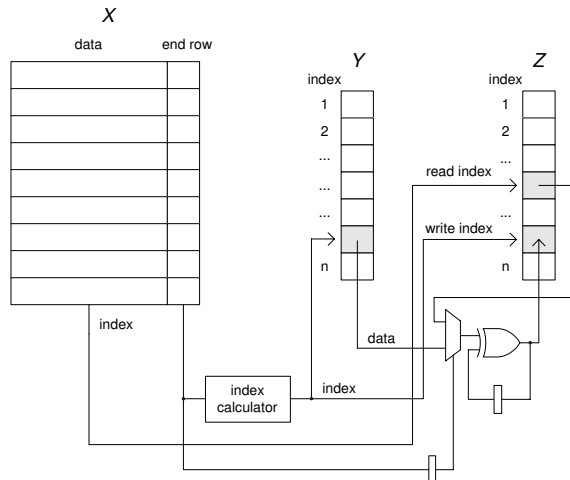 X
data end row
Y
index
1
2
...
...
...
n
Z
index
1
2
...
...
n
read index
write index
index
data
index
calculator
index